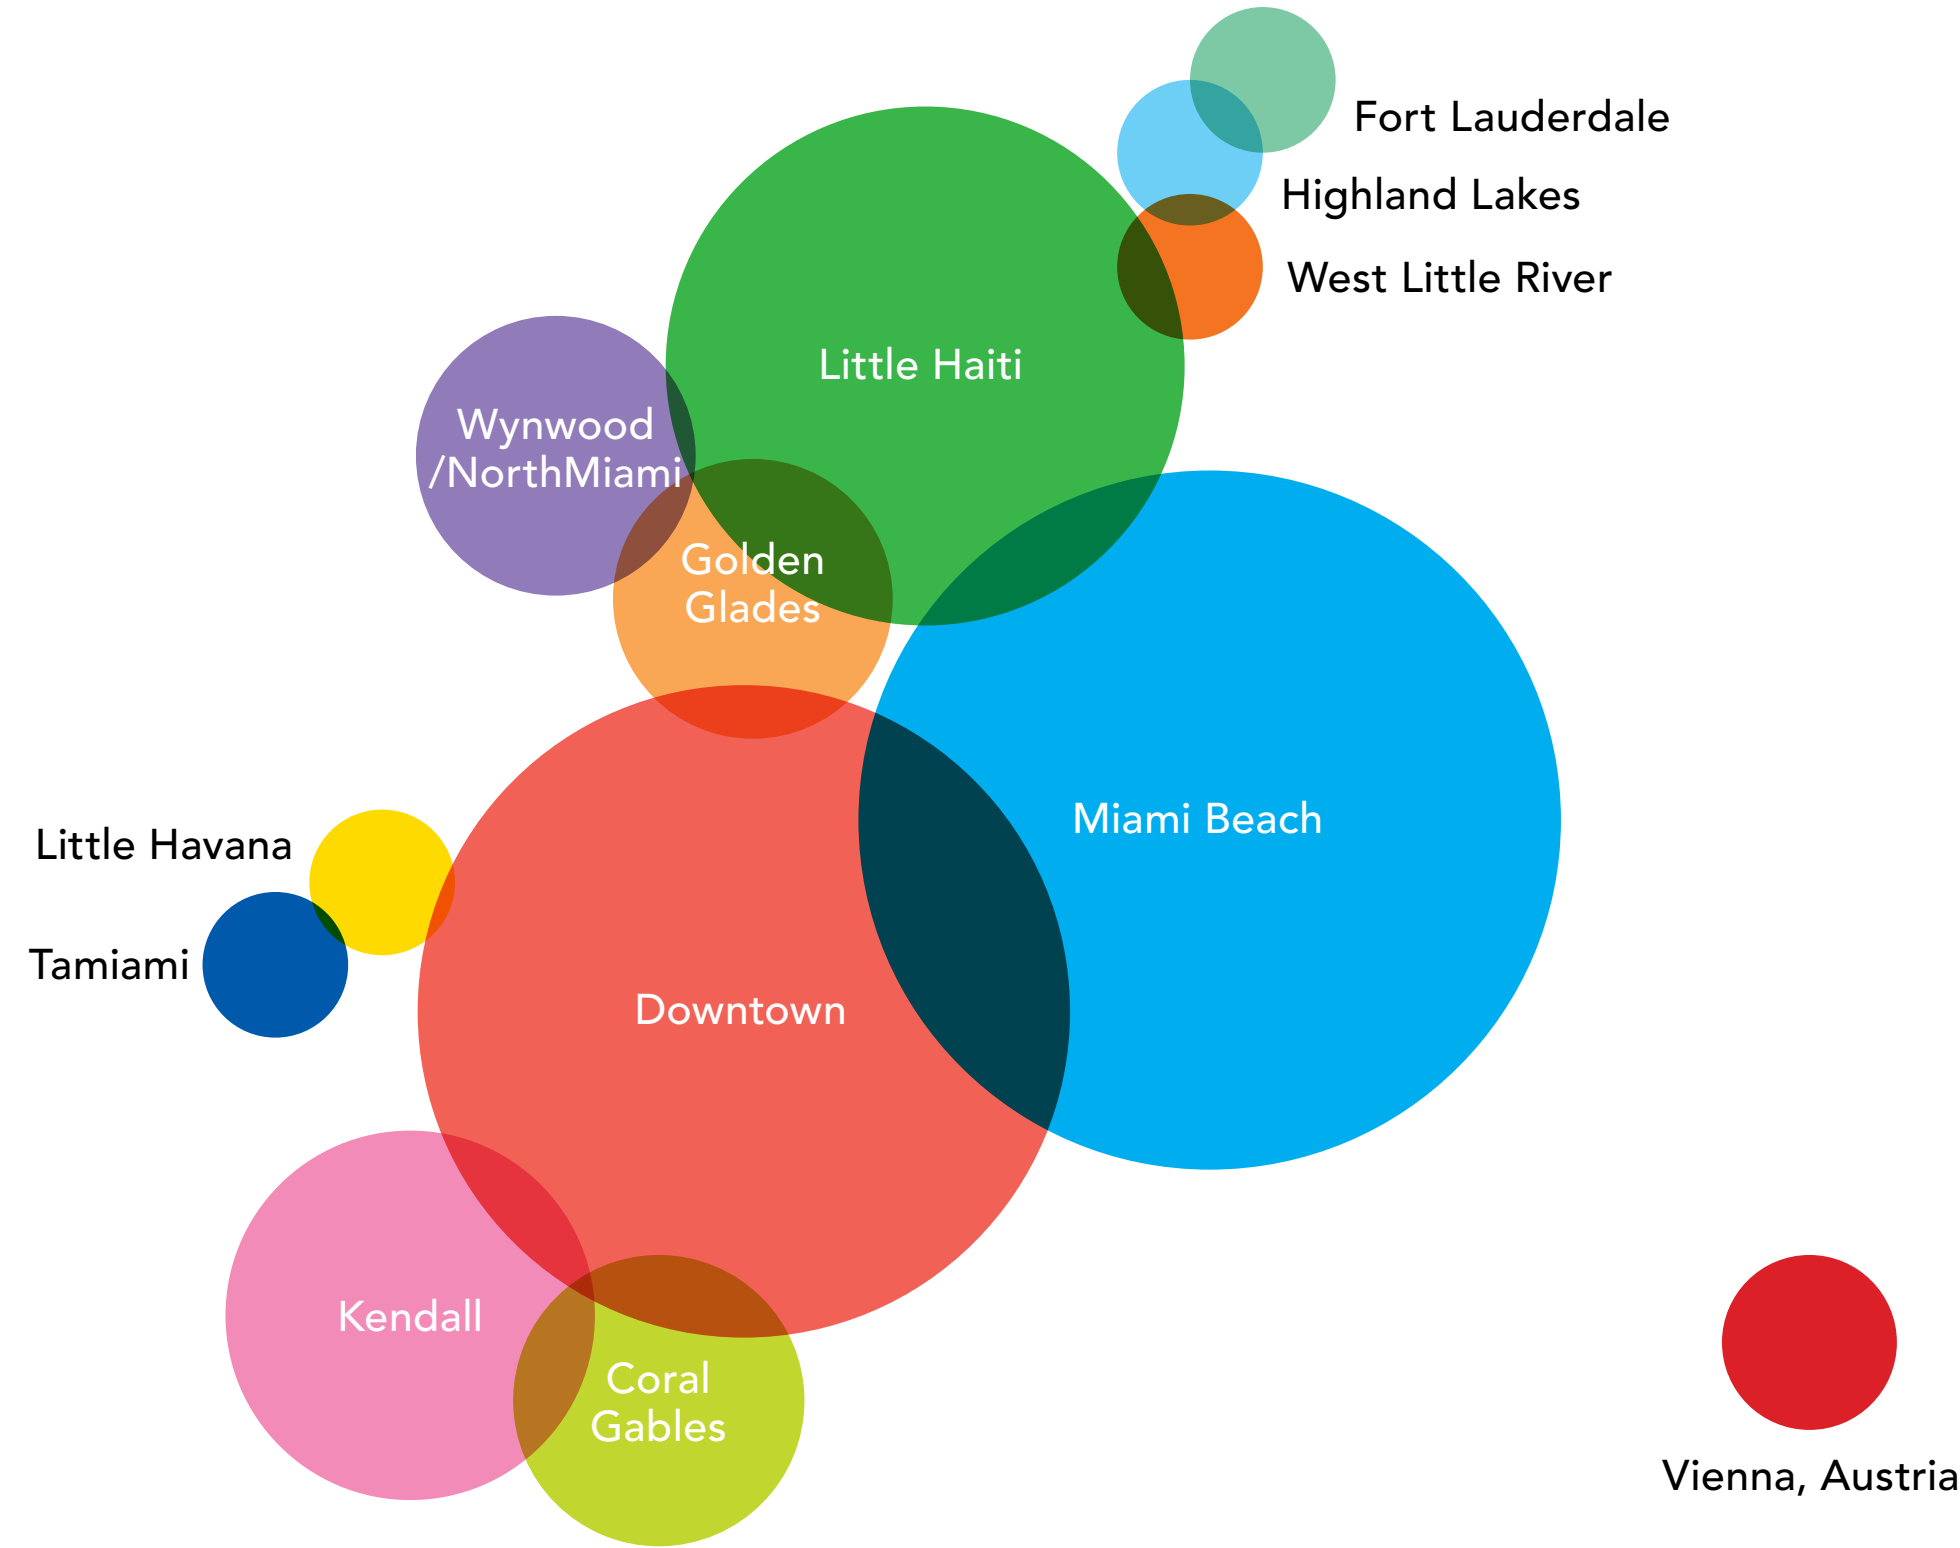 Fort Lauderdale
Highland Lakes
West Little River
Little Haiti
Wynwood
/NorthMiami
Golden
Glades
Miami Beach
Little Havana
Tamiami
Downtown
Kendall
Coral
Gables
Vienna, Austria